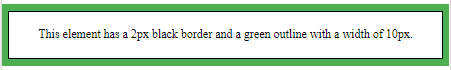 This element has a 2px black border and a green outline with a width of 10px.